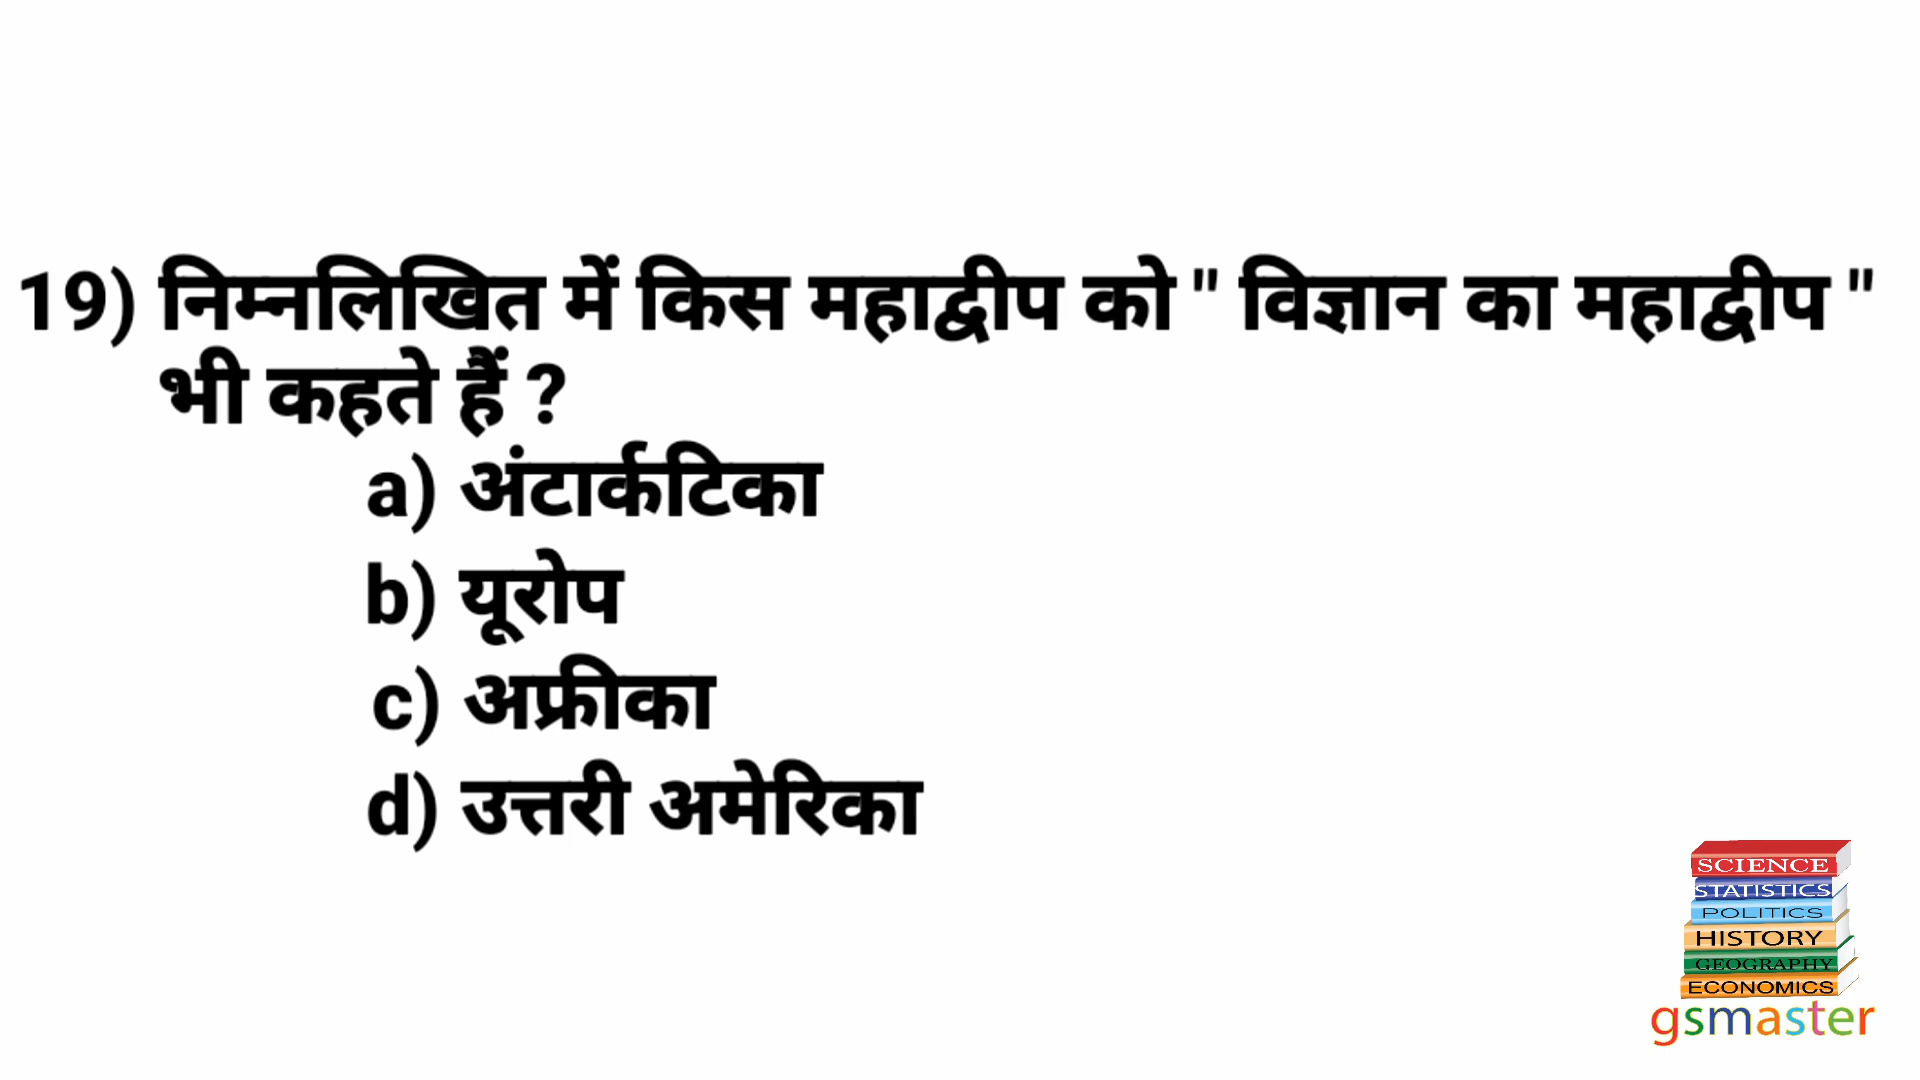 19) निम्नलिखित में किस महाद्वीप को " विज्ञान का महाद्वीप "
भी कहते हैं ?
a) अंटार्कटिका
b) यूरोप
c) अफ्रीका
d) उत्तरी अमेरिका
SCIENCE
STATISTICS
POLITICS
HISTORY
GEOGRAPHY
ECONOMICS
gsmaster